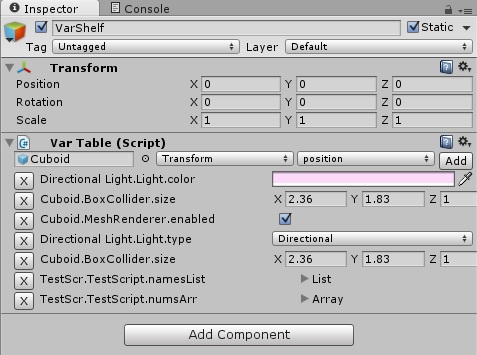 Inspector Console
VarShelf Static
Tag Untagged Layer Default
Transform
Position X 0 Y 0 Z 0
Rotation X 0 Y 0 Z 0
Scale X 1 Y 1 Z 1
Var Table (Script)
Cuboid Transform position Add
X Directional Light.Light.color
X Cuboid.BoxCollider.size X 2.36 Y 1.83 Z 1
X Cuboid.MeshRenderer.enabled
X Directional Light.Light.type Directional
X Cuboid.BoxCollider.size X 2.36 Y 1.83 Z 1
X TestScr.TestScript.namesList List
X TestScr.TestScript.numsArr Array
Add Component